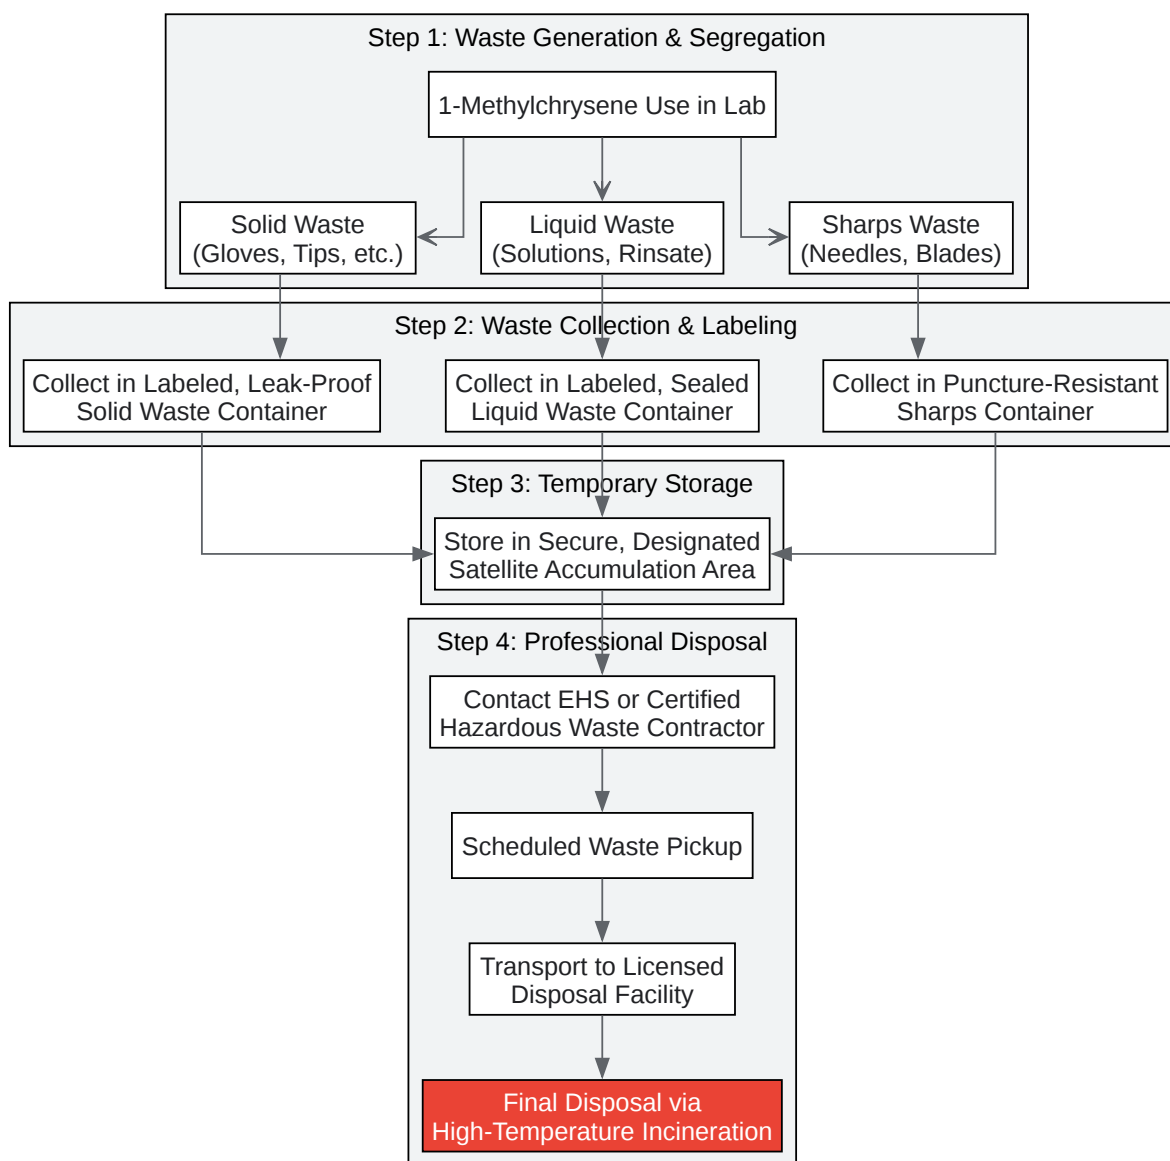 Step 1: Waste Generation & Segregation
1-Methylchrysene Use in Lab
Solid Waste
(Gloves, Tips, etc.)
Liquid Waste
(Solutions, Rinsate)
Sharps Waste
(Needles, Blades)
Step 2: Waste Collection & Labeling
Collect in Labeled, Leak-Proof
Solid Waste Container
Collect in Labeled, Sealed
Liquid Waste Container
Collect in Puncture-Resistant
Sharps Container
Step 3: Temporary Storage
Store in Secure, Designated
Satellite Accumulation Area
Step 4: Professional Disposal
Contact EHS or Certified
Hazardous Waste Contractor
Scheduled Waste Pickup
Transport to Licensed
Disposal Facility
Final Disposal via
High-Temperature Incineration